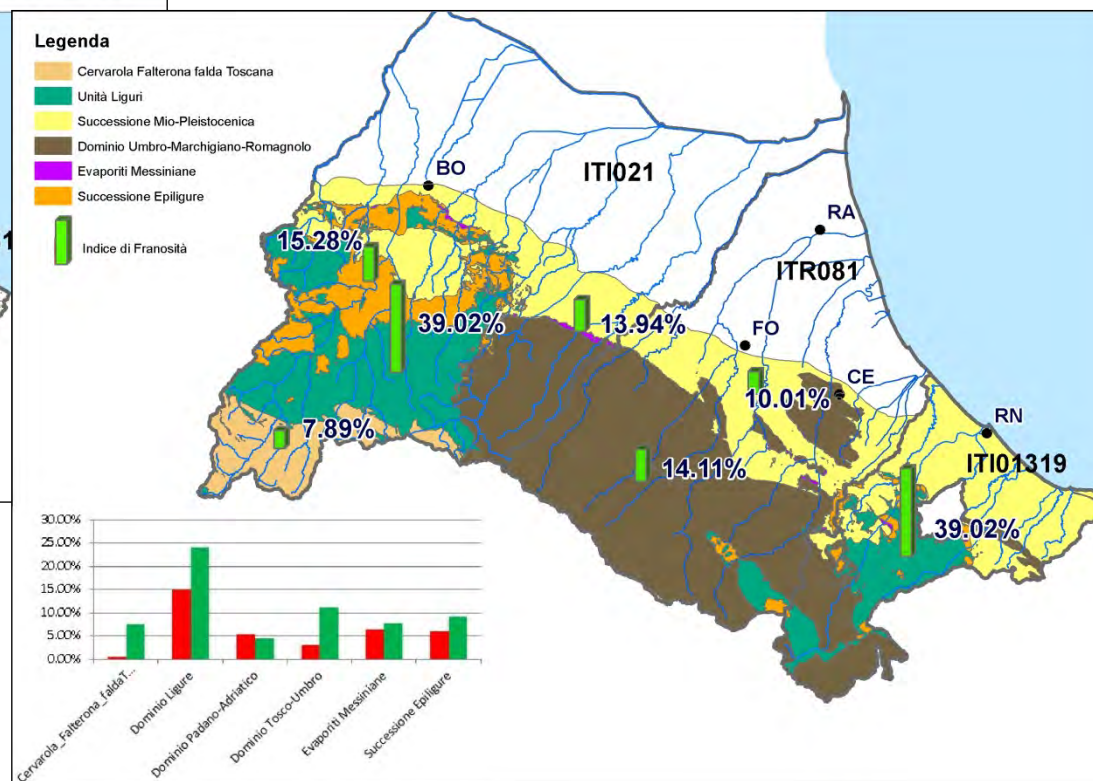 Legenda
Cervarola Falterona falda Toscana
Unità Liguri
Successione Mio-Pleistocenica
Dominio Umbro-Marchigiano-Romagnolo
Evaporiti Messiniane
Successione Epiligure
Indice di Franosità
1
BO
ITI021
RA
ITR081
15.28%
39.02%
13.94%
FO
CE
10.01%
7.89%
14.11%
RN
ITI01319
39.02%
30.00%
25.00%
20.00%
15.00%
10.00%
5.00%
0.00%
Cervarola_Falterona_faldaT...
Dominio Ligure
Dominio Padano-Adriatico
Dominio Tosco-Umbro
Evaporiti Messiniane
Successione Epiligure